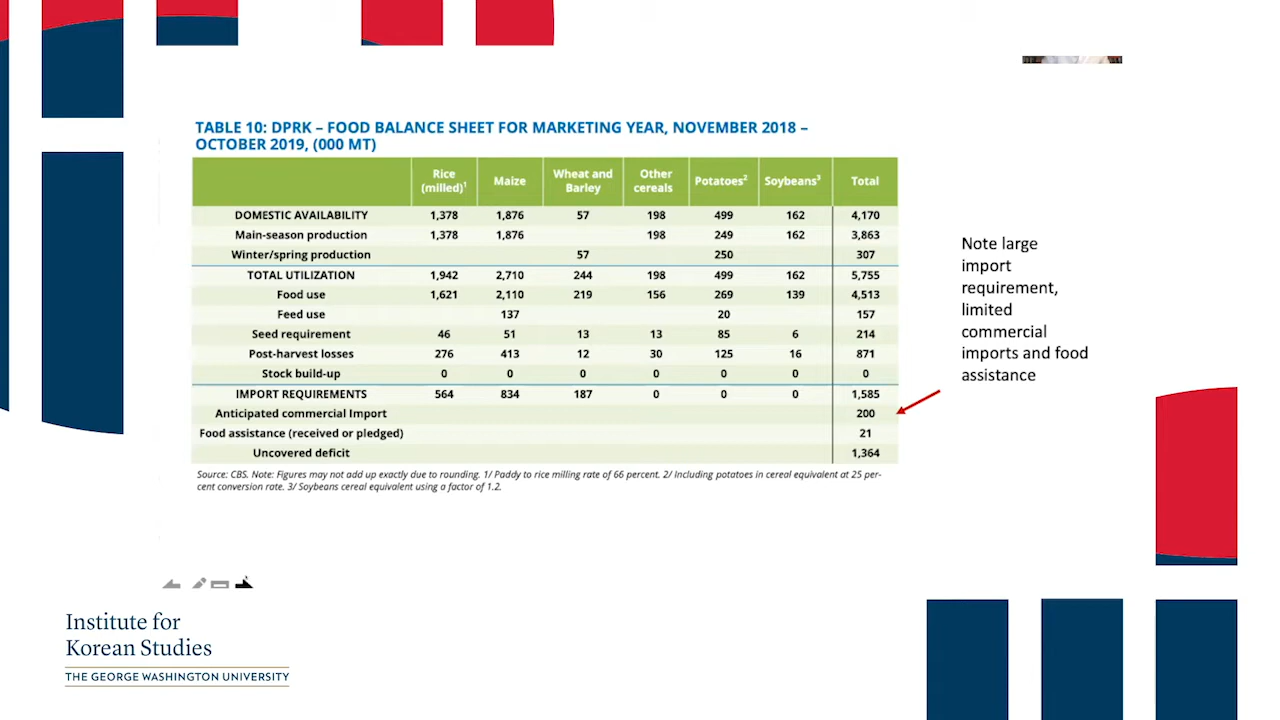 TABLE 10: DPRK – FOOD BALANCE SHEET FOR MARKETING YEAR, NOVEMBER 2018 –
OCTOBER 2019, (000 MT)
Rice (milled)¹ Maize Wheat and Barley Other cereals Potatoes² Soybeans³ Total
DOMESTIC AVAILABILITY 1,378 1,876 57 198 499 162 4,170
Main-season production 1,378 1,876 198 249 162 3,863
Winter/spring production 57 250 307
TOTAL UTILIZATION 1,942 2,710 244 198 499 162 5,755
Food use 1,621 2,110 219 156 269 139 4,513
Feed use 137 20 157
Seed requirement 46 51 13 13 85 6 214
Post-harvest losses 276 413 12 30 125 16 871
Stock build-up 0 0 0 0 0 0 0
IMPORT REQUIREMENTS 564 834 187 0 0 0 1,585
Anticipated commercial Import 200
Food assistance (received or pledged) 21
Uncovered deficit 1,364
Source: CBS. Note: Figures may not add up exactly due to rounding. 1/ Paddy to rice milling rate of 66 percent. 2/ Including potatoes in cereal equivalent at 25 per-
cent conversion rate. 3/ Soybeans cereal equivalent using a factor of 1.2.
Note large
import
requirement,
limited
commercial
imports and food
assistance
Institute for
Korean Studies
THE GEORGE WASHINGTON UNIVERSITY